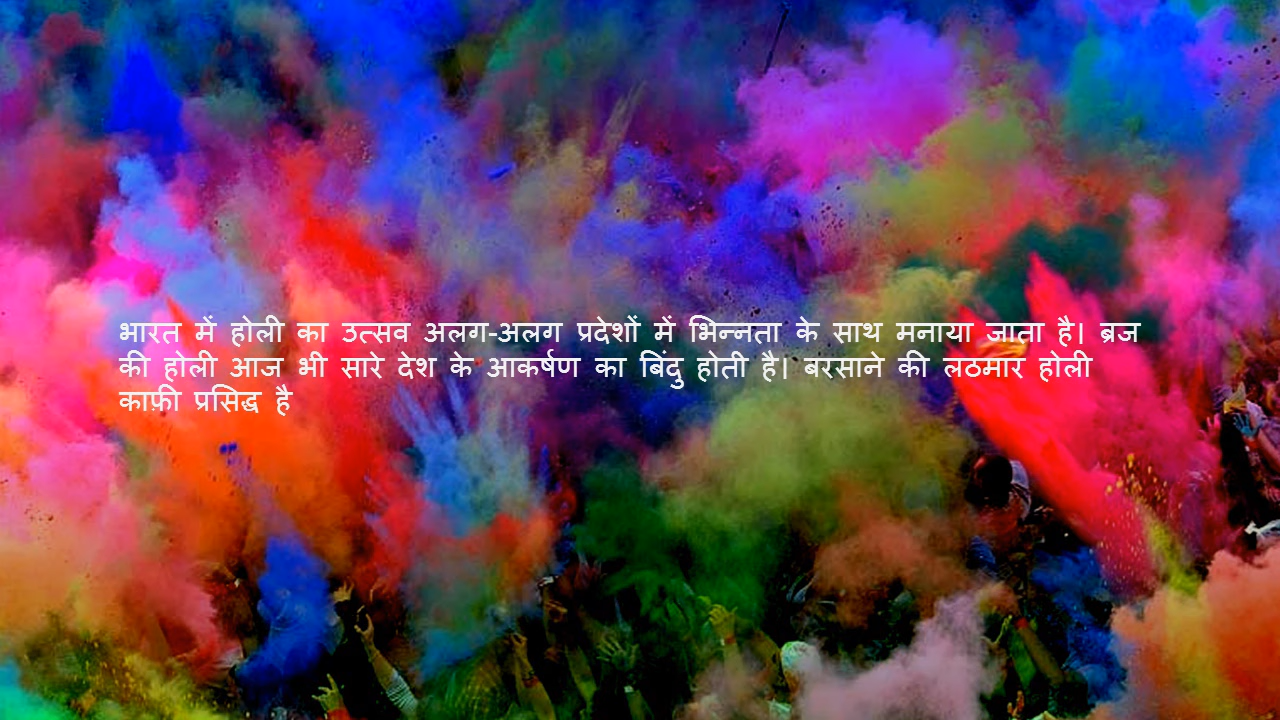 भारत में होली का उत्सव अलग-अलग प्रदेशों में भिन्नता के साथ मनाया जाता है। ब्रज
की होली आज भी सारे देश के आकर्षण का बिंदु होती है। बरसाने की लठमार होली
काफ़ी प्रसिद्ध है